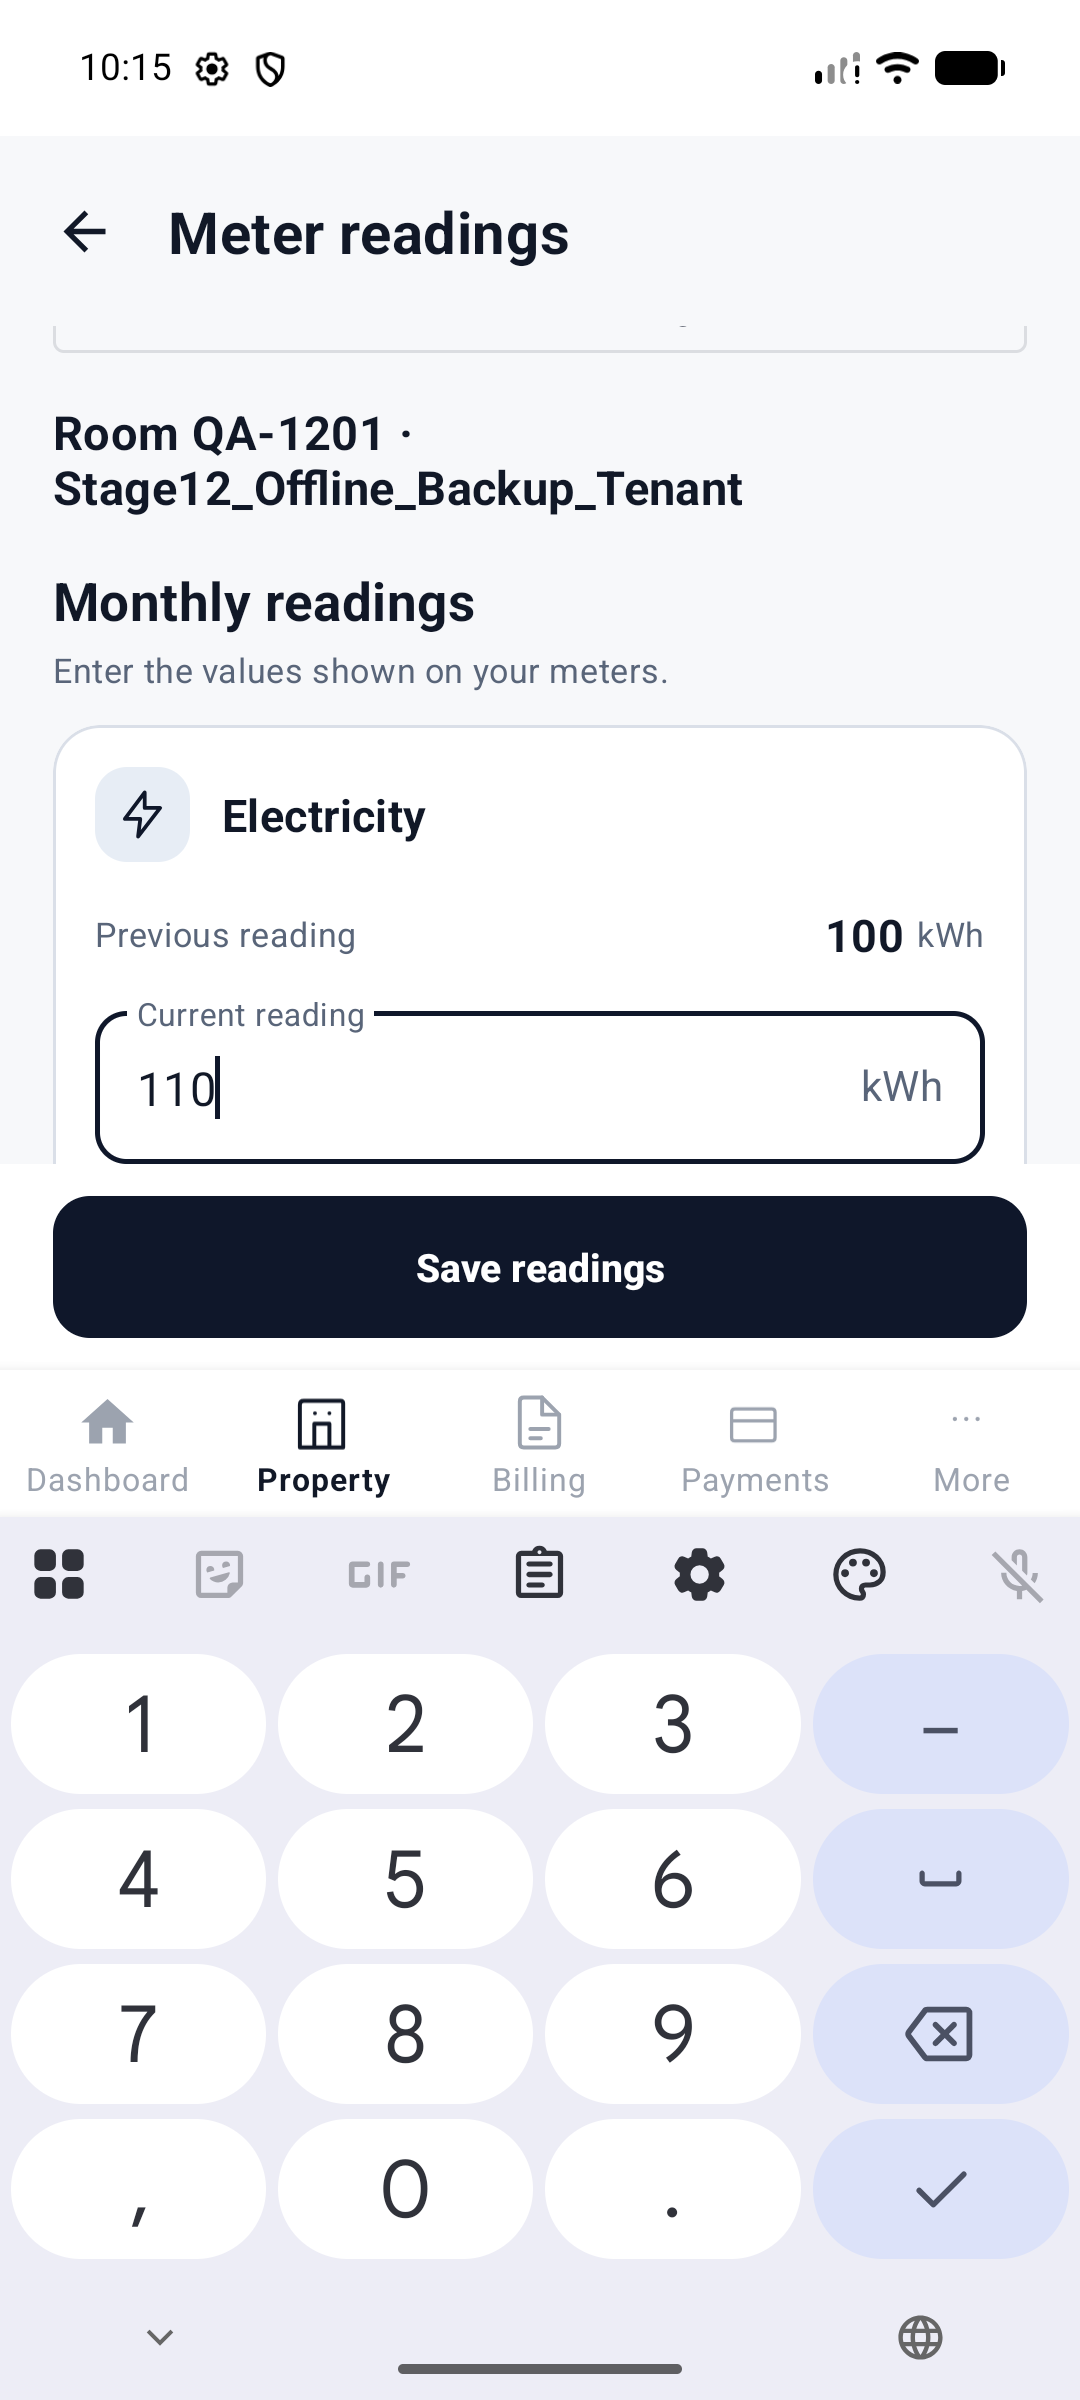 10:15
Meter readings
Room QA-1201 ·
Stage12_Offline_Backup_Tenant
Monthly readings
Enter the values shown on your meters.
Electricity
Previous reading
100 kWh
Current reading
110
kWh
Save readings
Dashboard
Property
Billing
Payments
More
GIF
1
2
3
–
4
5
6
7
8
9
,
0
.